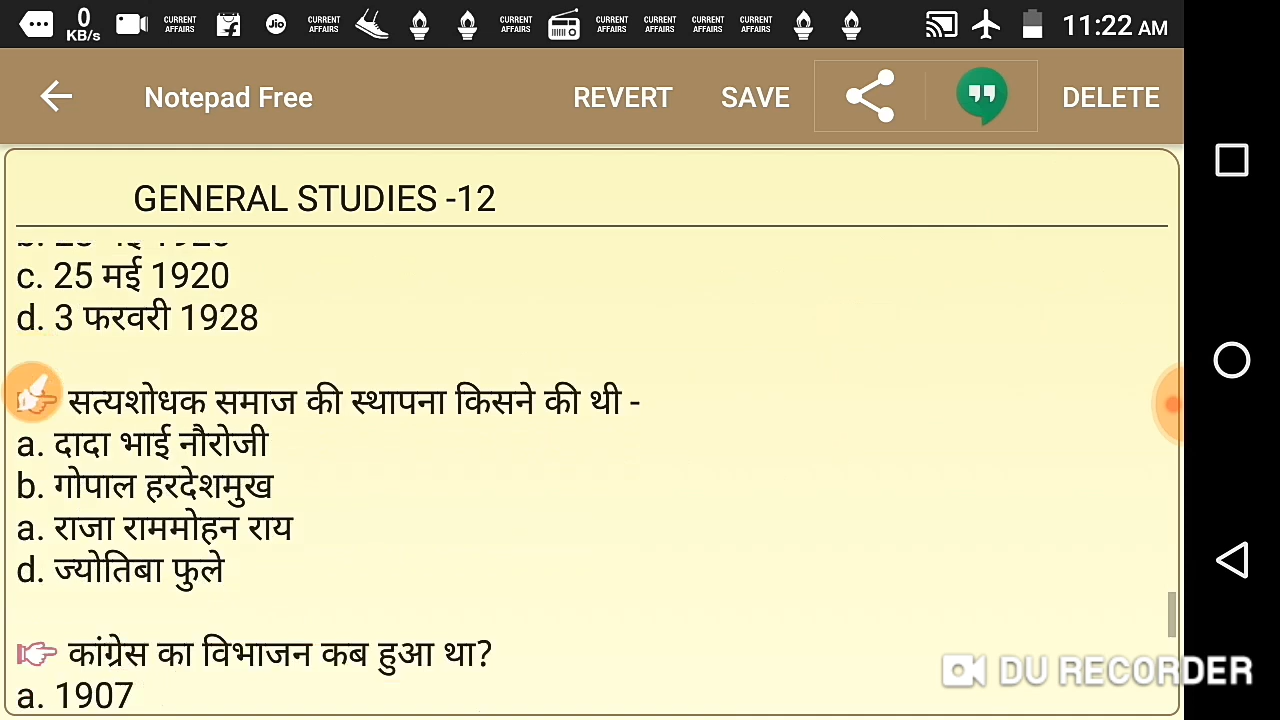 0
KB/s
CURRENT AFFAIRS
Jio
CURRENT AFFAIRS
CURRENT AFFAIRS
CURRENT AFFAIRS
CURRENT AFFAIRS
CURRENT AFFAIRS
CURRENT AFFAIRS
11:22 AM
Notepad Free
REVERT
SAVE
DELETE
GENERAL STUDIES -12
c. 25 मई 1920
d. 3 फरवरी 1928
सत्यशोधक समाज की स्थापना किसने की थी -
a. दादा भाई नौरोजी
b. गोपाल हरदेशमुख
a. राजा राममोहन राय
d. ज्योतिबा फुले
कांग्रेस का विभाजन कब हुआ था?
a. 1907
DU RECORDER